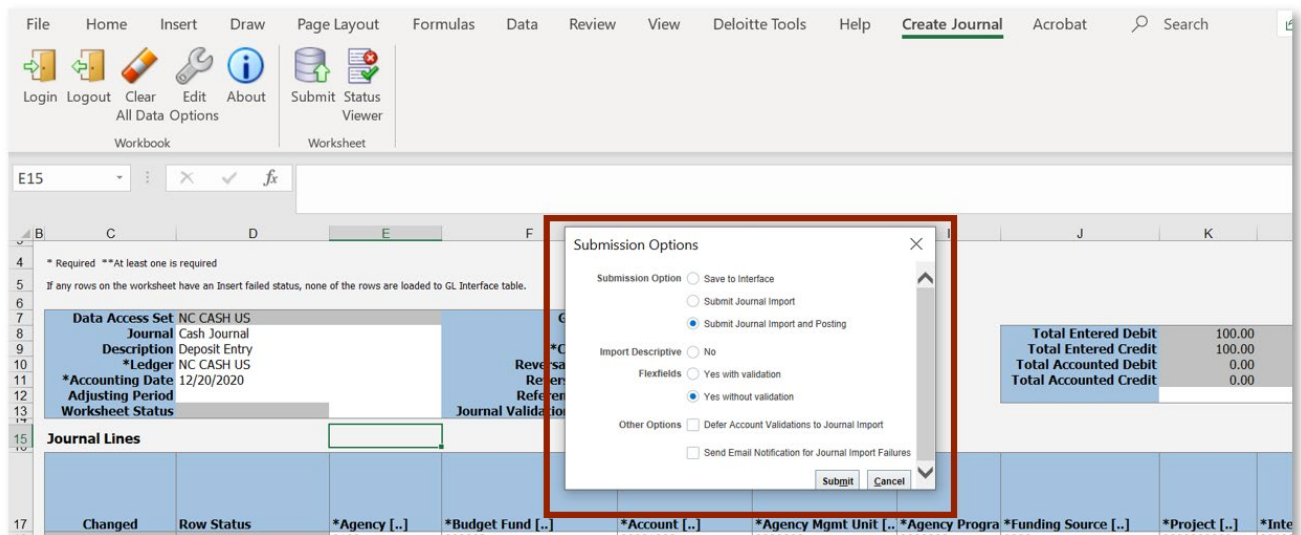 File Home Insert Draw Page Layout Formulas Data Review View Deloitte Tools Help Create Journal Acrobat Search
Login Logout Clear All Data Edit Options About Submit Status Viewer
Workbook Worksheet
E15 fx
B C D E F I J K
4 * Required **At least one is required
5 If any rows on the worksheet have an Insert failed status, none of the rows are loaded to GL Interface table.
6
7 Data Access Set NC CASH US
8 Journal Cash Journal Total Entered Debit 100.00
9 Description Deposit Entry Total Entered Credit 100.00
10 *Ledger NC CASH US Total Accounted Debit 0.00
11 *Accounting Date 12/20/2020 Total Accounted Credit 0.00
12 Adjusting Period
13 Worksheet Status Journal
15 Journal Lines
Submission Options
Submission Option Save to Interface
Submit Journal Import
Submit Journal Import and Posting
Import Descriptive Flexfields No
Yes with validation
Yes without validation
Other Options Defer Account Validations to Journal Import
Send Email Notification for Journal Import Failures
Submit Cancel
17 Changed Row Status *Agency [..] *Budget Fund [..] *Account [..] *Agency Mgmt Unit [.. *Agency Progra *Funding Source [..] *Project [..] *Inte